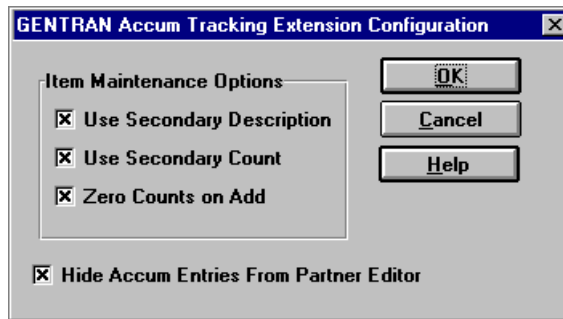 GENTRAN Accum Tracking Extension Configuration
Item Maintenance Options
Use Secondary Description
Use Secondary Count
Zero Counts on Add
Hide Accum Entries From Partner Editor
OK
Cancel
Help